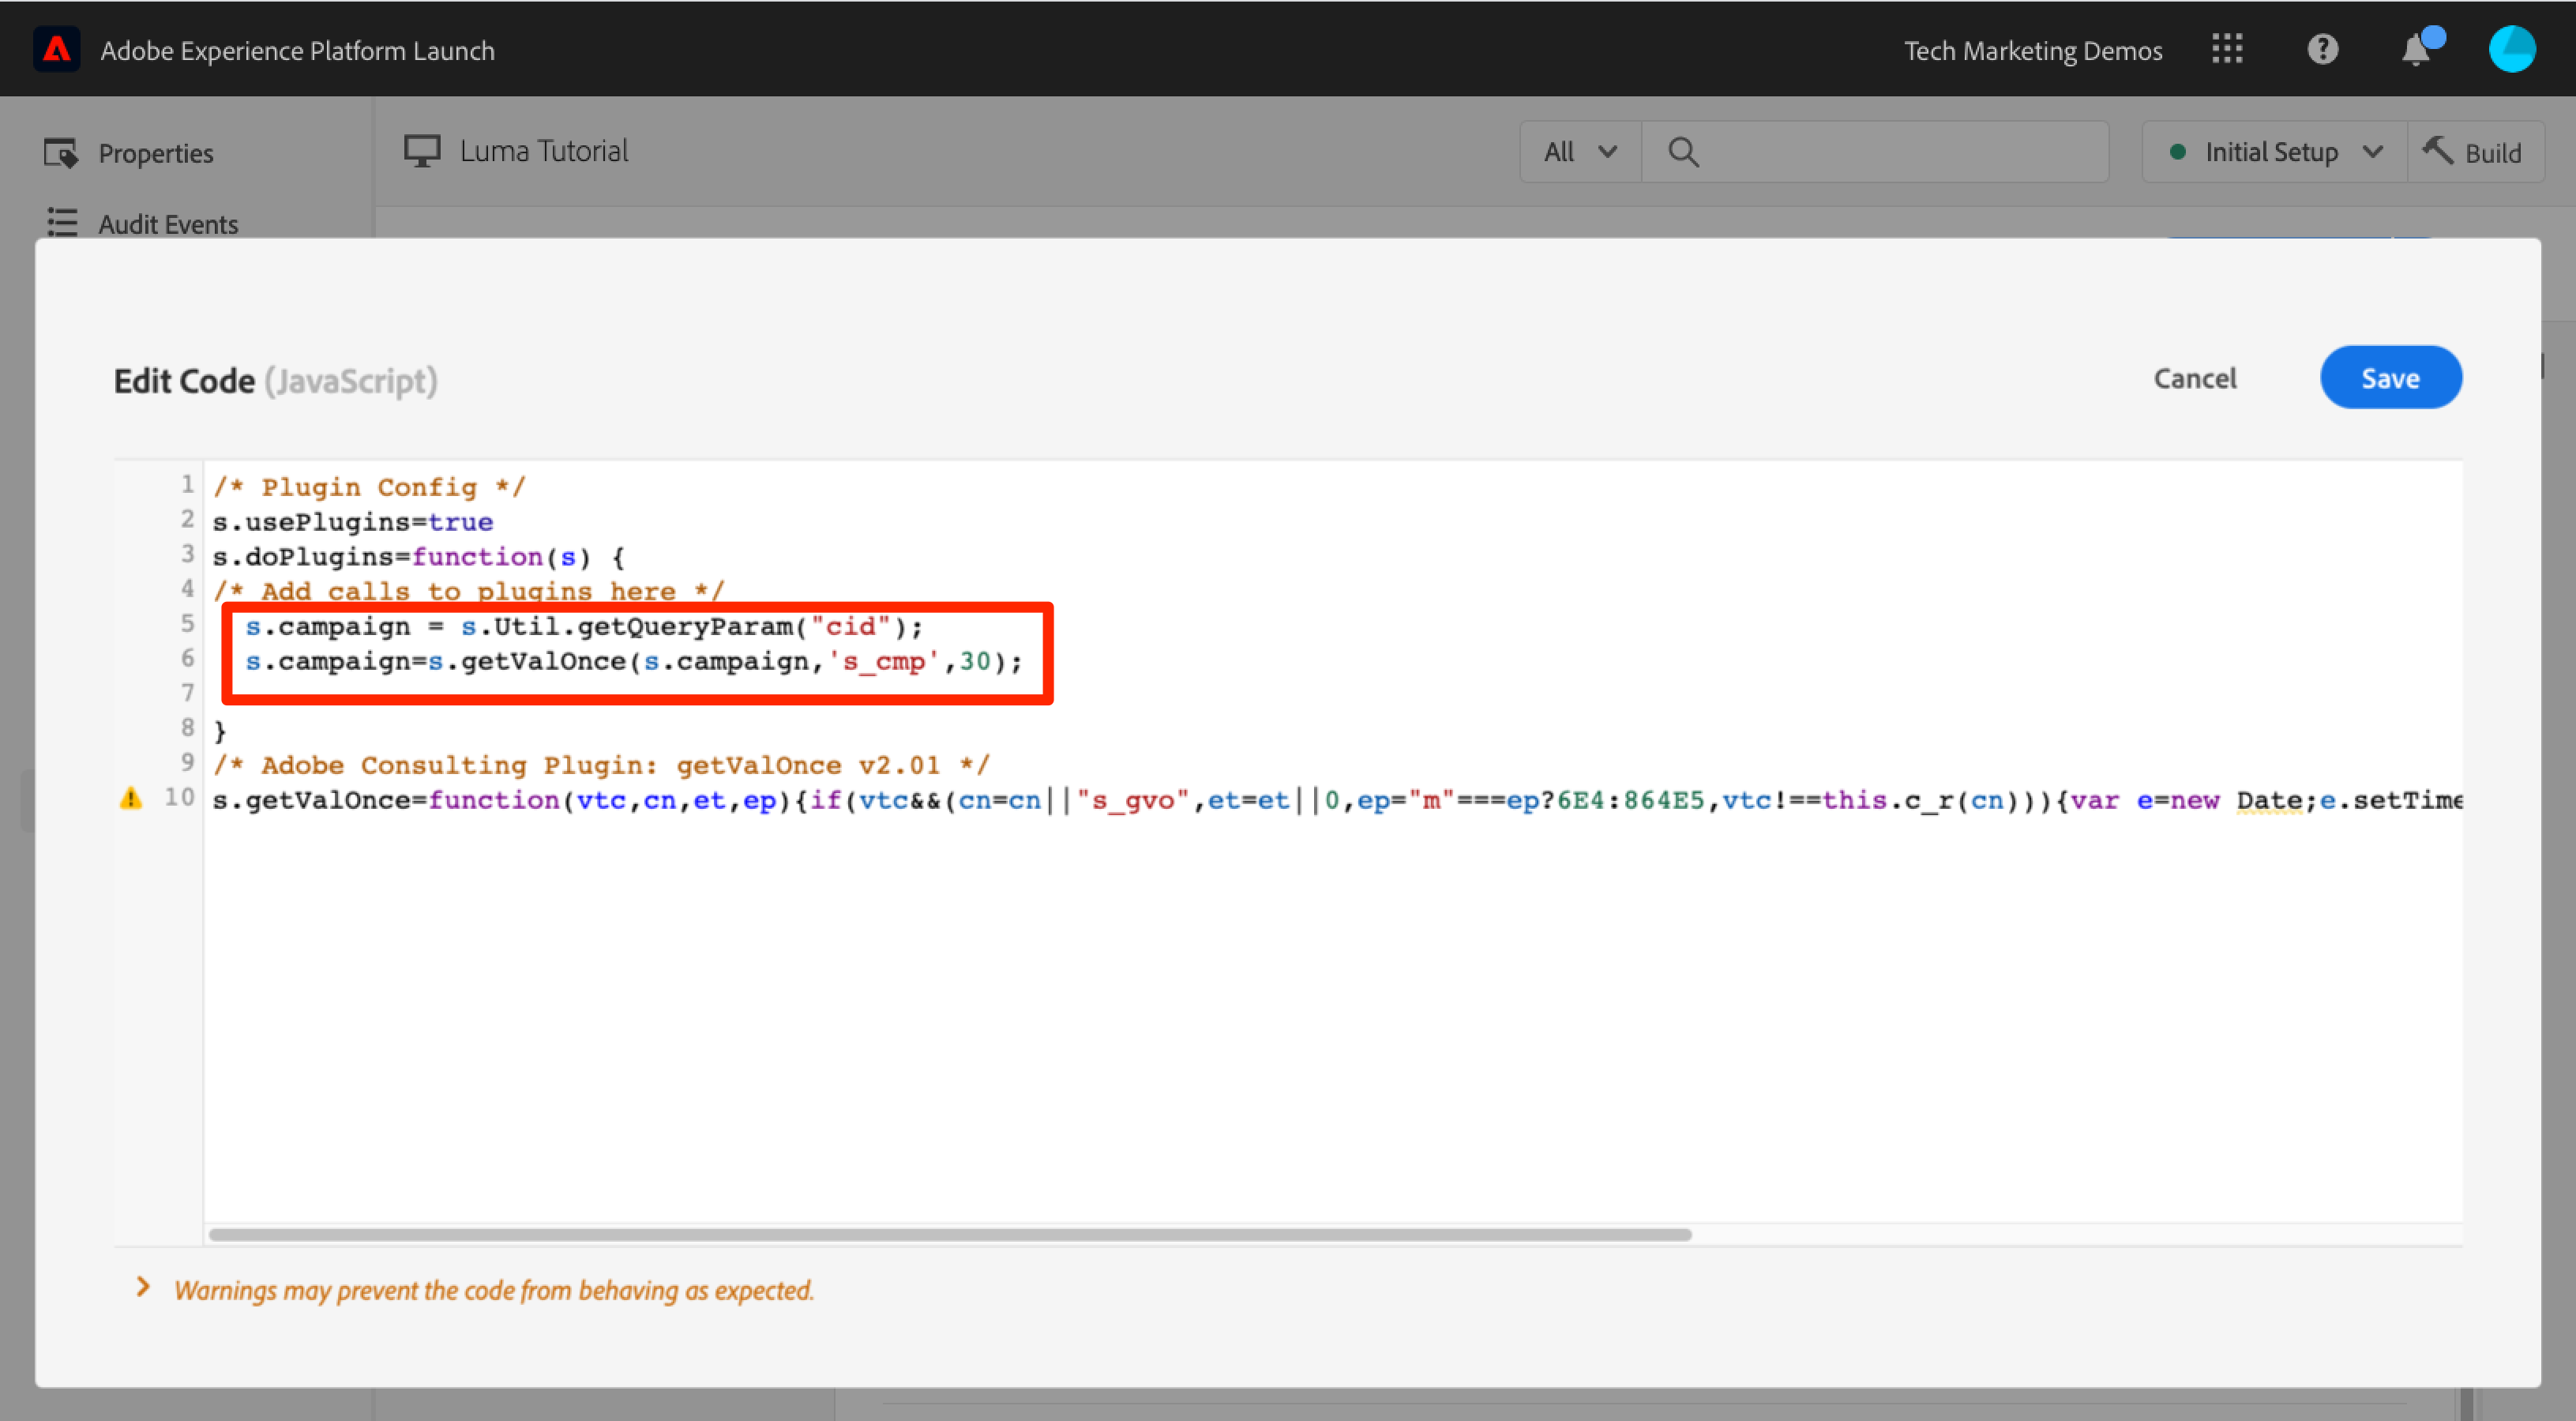 Adobe Experience Platform Launch
Tech Marketing Demos
Properties
Luma Tutorial
All
Initial Setup
Build
Audit Events
Edit Code (JavaScript)
Cancel
Save
1 /* Plugin Config */
2 s.usePlugins=true
3 s.doPlugins=function(s) {
4 /* Add calls to plugins here */
5 s.campaign = s.Util.getQueryParam("cid");
6 s.campaign=s.getValOnce(s.campaign,'s_cmp',30);
7
8 }
9 /* Adobe Consulting Plugin: getValOnce v2.01 */
10 s.getValOnce=function(vtc,cn,et,ep){if(vtc&&(cn=cn||"s_gvo",et=et||0,ep="m"===ep?6E4:864E5,vtc!==this.c_r(cn))){var e=new Date;e.setTime
Warnings may prevent the code from behaving as expected.